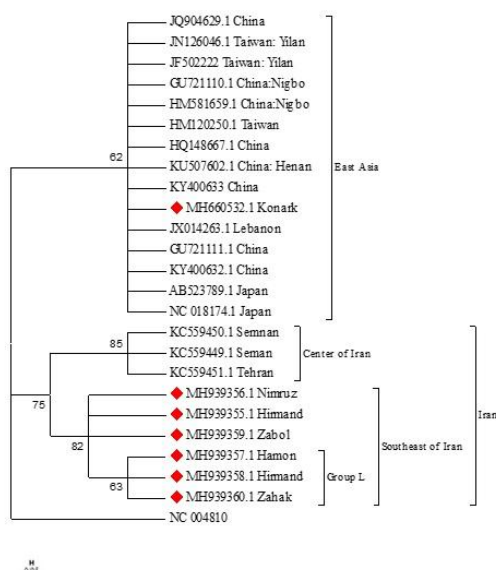 JQ904629.1 China
JN126046.1 Taiwan: Yilan
JF502222 Taiwan: Yilan
GU721110.1 China:Nigbo
HM581659.1 China:Nigbo
HM120250.1 Taiwan
HQ148667.1 China
62
KU507602.1 China: Henan
East Asia
KY400633 China
MH660532.1 Konark
JX014263.1 Lebanon
GU721111.1 China
KY400632.1 China
AB523789.1 Japan
NC 018174.1 Japan
KC559450.1 Semnan
85
KC559449.1 Seman
Center of Iran
KC559451.1 Tehran
75
MH939356.1 Nimruz
MH939355.1 Hirmand
Iran
MH939359.1 Zabol
82
Southeast of Iran
MH939357.1 Hamon
63
MH939358.1 Hirmand
Group L
MH939360.1 Zahak
NC 004810